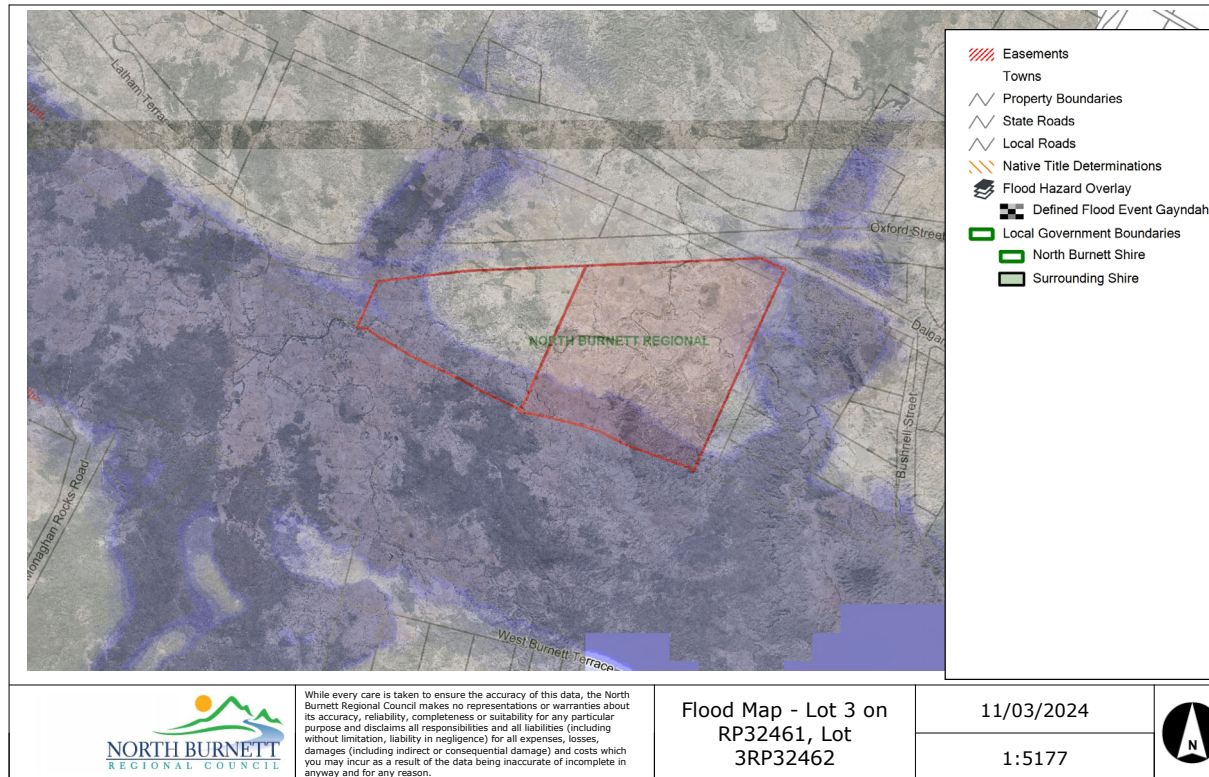 Latham Terrac
Oxford Street
NORTH BURNETT REGIONAL
Dalgan
Bushnell Street
Monaghan Rocks Road
West Burnett Terrace
Easements
Towns
Property Boundaries
State Roads
Local Roads
Native Title Determinations
Flood Hazard Overlay
Defined Flood Event Gayndah
Local Government Boundaries
North Burnett Shire
Surrounding Shire
NORTH BURNETT
REGIONAL COUNCIL
While every care is taken to ensure the accuracy of this data, the North
Burnett Regional Council makes no representations or warranties about
its accuracy, reliability, completeness or suitability for any particular
purpose and disclaims all responsibilities and all liabilities (including
without limitation, liability in negligence) for all expenses, losses,
damages (including indirect or consequential damage) and costs which
you may incur as a result of the data being inaccurate of incomplete in
anyway and for any reason.
Flood Map - Lot 3 on
RP32461, Lot
3RP32462
11/03/2024
1:5177
N